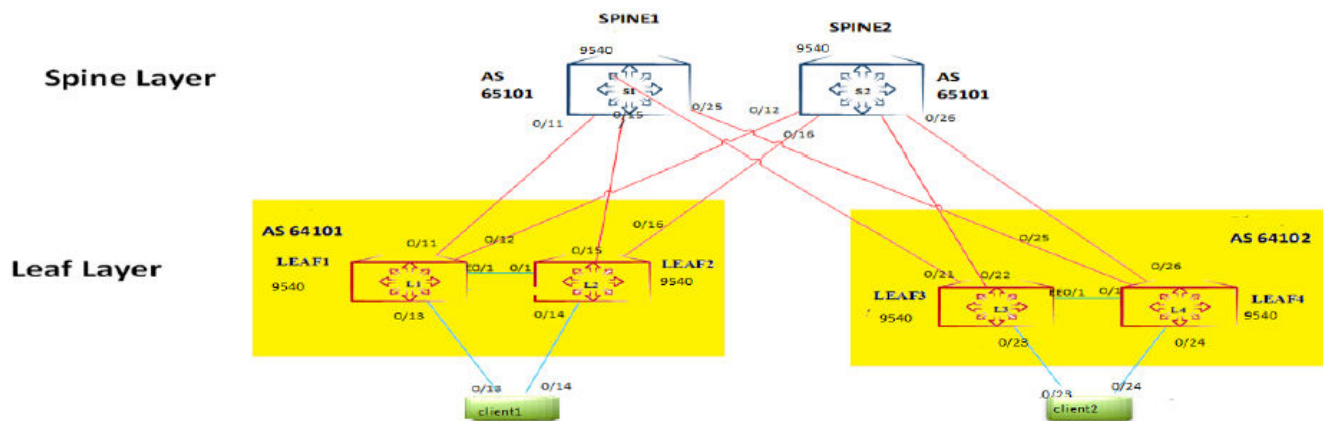 SPINE1
SPINE2
9540
9540
Spine Layer
AS
65101
S1
S2
AS
65101
0/25
0/12
0/11
0/15
0/16
0/26
AS 64101
0/16
AS 64102
0/11
0/12
0/15
0/25
Leaf Layer
LEAF1
E0/1
0/1
LEAF2
0/21
0/22
0/26
9540
L1
L2
9540
LEAF3
EE0/1
0/1
LEAF4
9540
L3
L4
9540
0/13
0/14
0/23
0/24
0/13
0/14
0/23
0/24
client1
client2